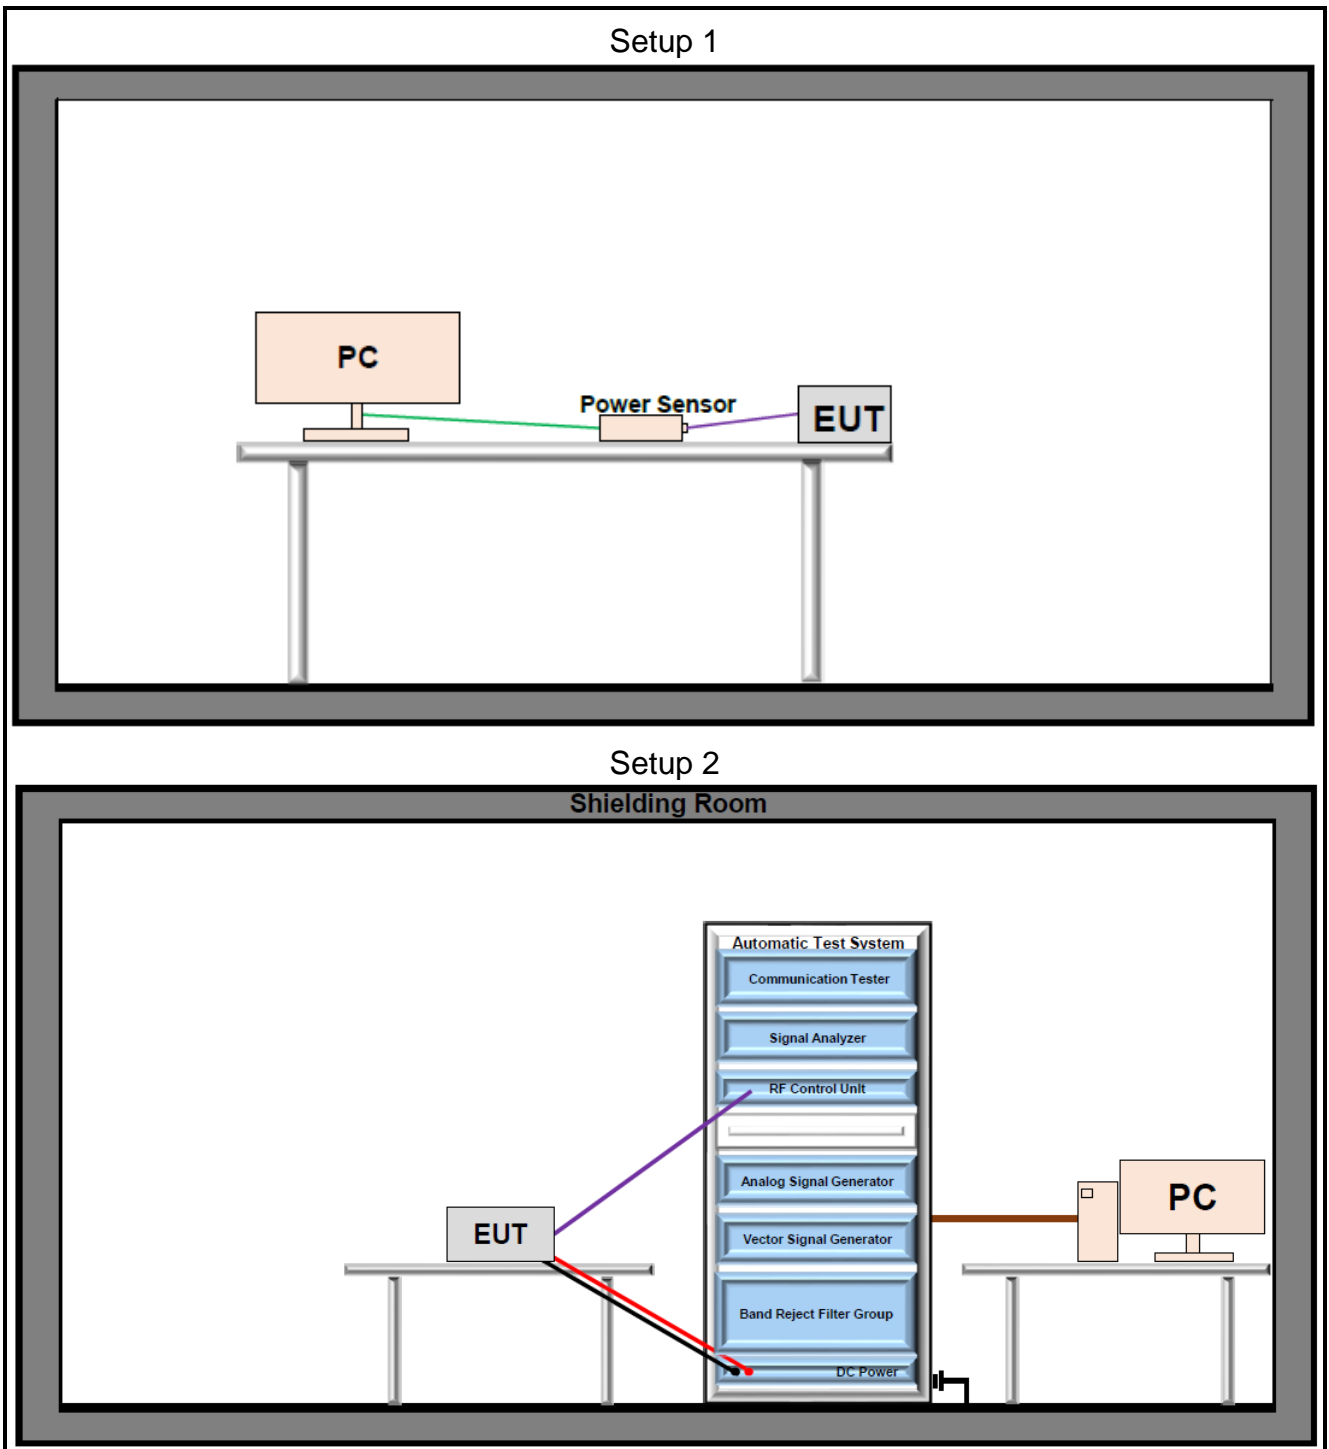 Setup 1
PC
Power Sensor
EUT
Setup 2
Shielding Room
Automatic Test System
Communication Tester
Signal Analyzer
RF Control Unit
Analog Signal Generator
Vector Signal Generator
Band Reject Filter Group
DC Power
EUT
PC